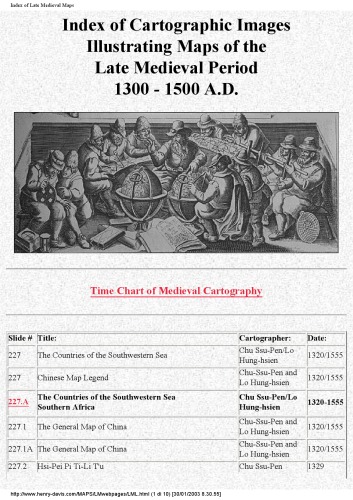 Index of Late Medieval Maps
Index of Cartographic Images
Illustrating Maps of the
Late Medieval Period
1300 - 1500 A.D.
Time Chart of Medieval Cartography
Slide # Title: Cartographer: Date:
227 The Countries of the Southwestern Sea Chu Ssu-Pen/Lo Hung-hsien 1320/1555
227 Chinese Map Legend Chu-Ssu-Pen and Lo Hung-hsien 1320/1555
227.A The Countries of the Southwestern Sea Southern Africa Chu Ssu-Pen/Lo Hung-hsien 1320-1555
227.1 The General Map of China Chu-Ssu-Pen and Lo Hung-hsien 1320/1555
227.1A The General Map of China Chu-Ssu-Pen and Lo Hung-hsien 1320/1555
227.2 Hsi-Pei Pi Ti-Li T'u Chu Ssu-Pen 1329
http://www.henry-davis.com/MAPS/LMwebpages/LML.html (1 di 10) [30/01/2003 8.30.55]